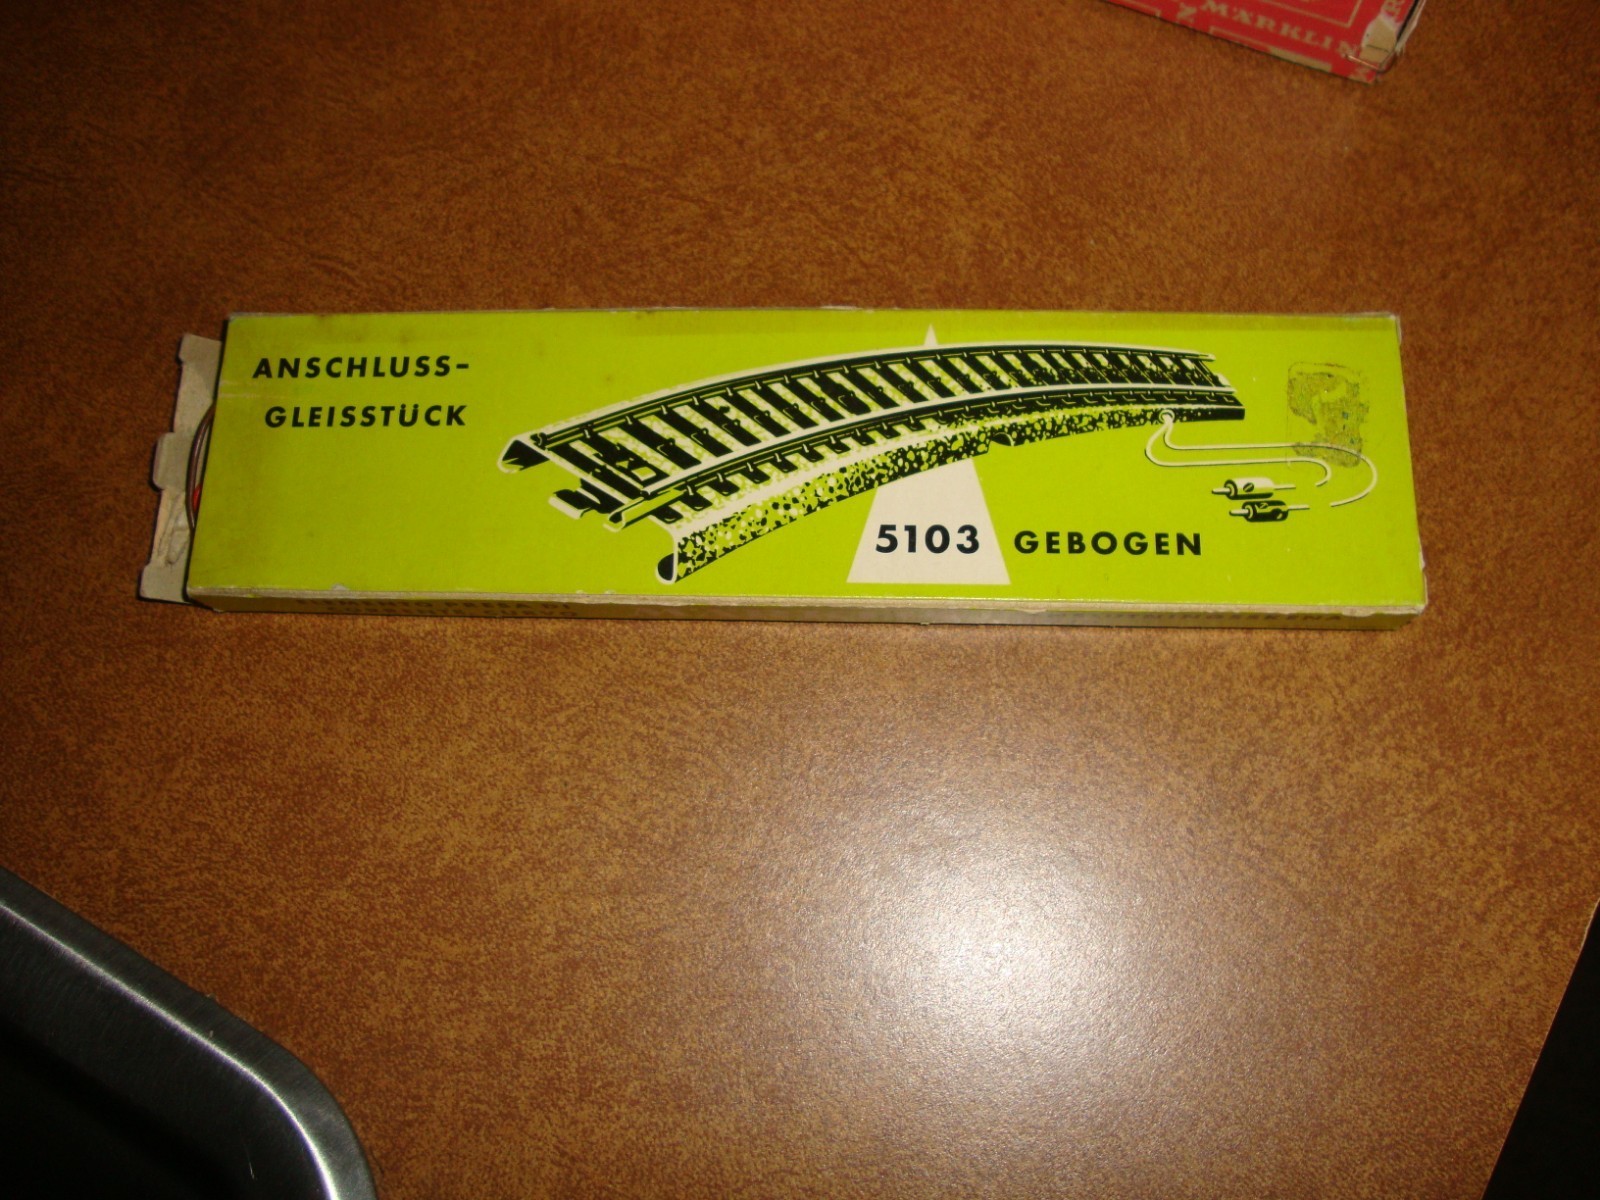 MÄRKLIN
ANSCHLUSS-
GLEISSTÜCK
5103 GEBOGEN